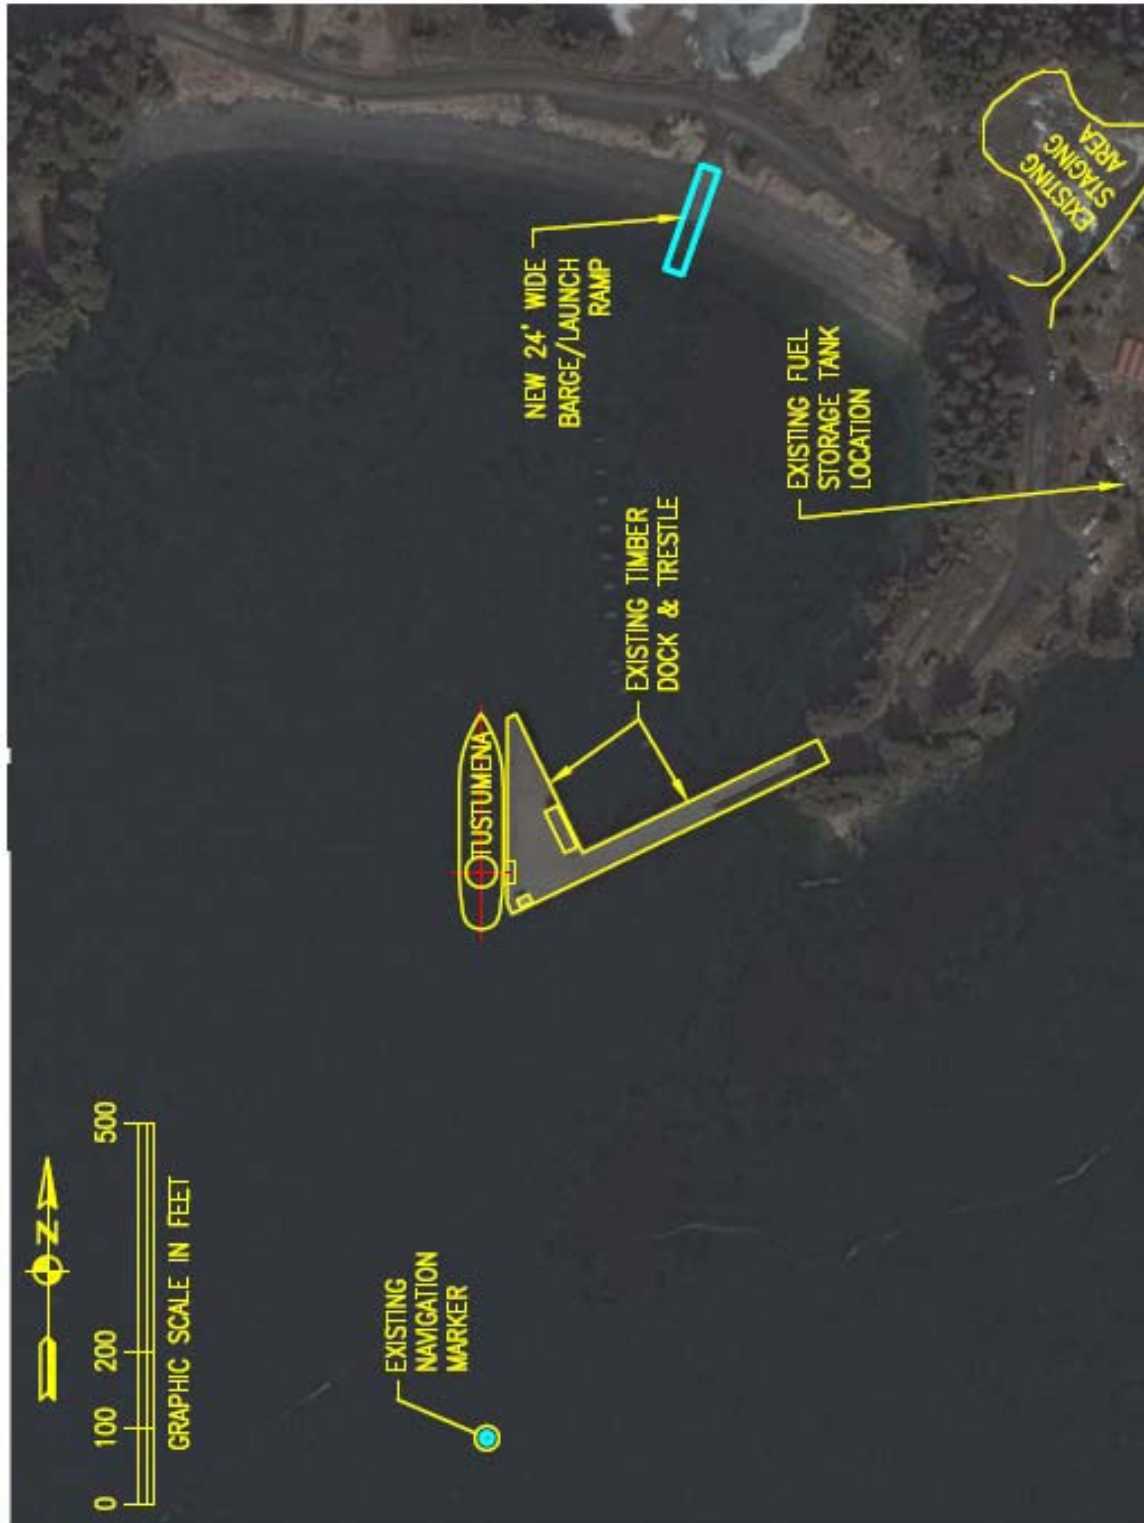 N
0 100 200 500
GRAPHIC SCALE IN FEET
EXISTING
NAVIGATION
MARKER
TUSTUMENA
NEW 24' WIDE
BARGE/LAUNCH
RAMP
EXISTING TIMBER
DOCK & TRESTLE
EXISTING FUEL
STORAGE TANK
LOCATION
EXISTING
STAGING
AREA